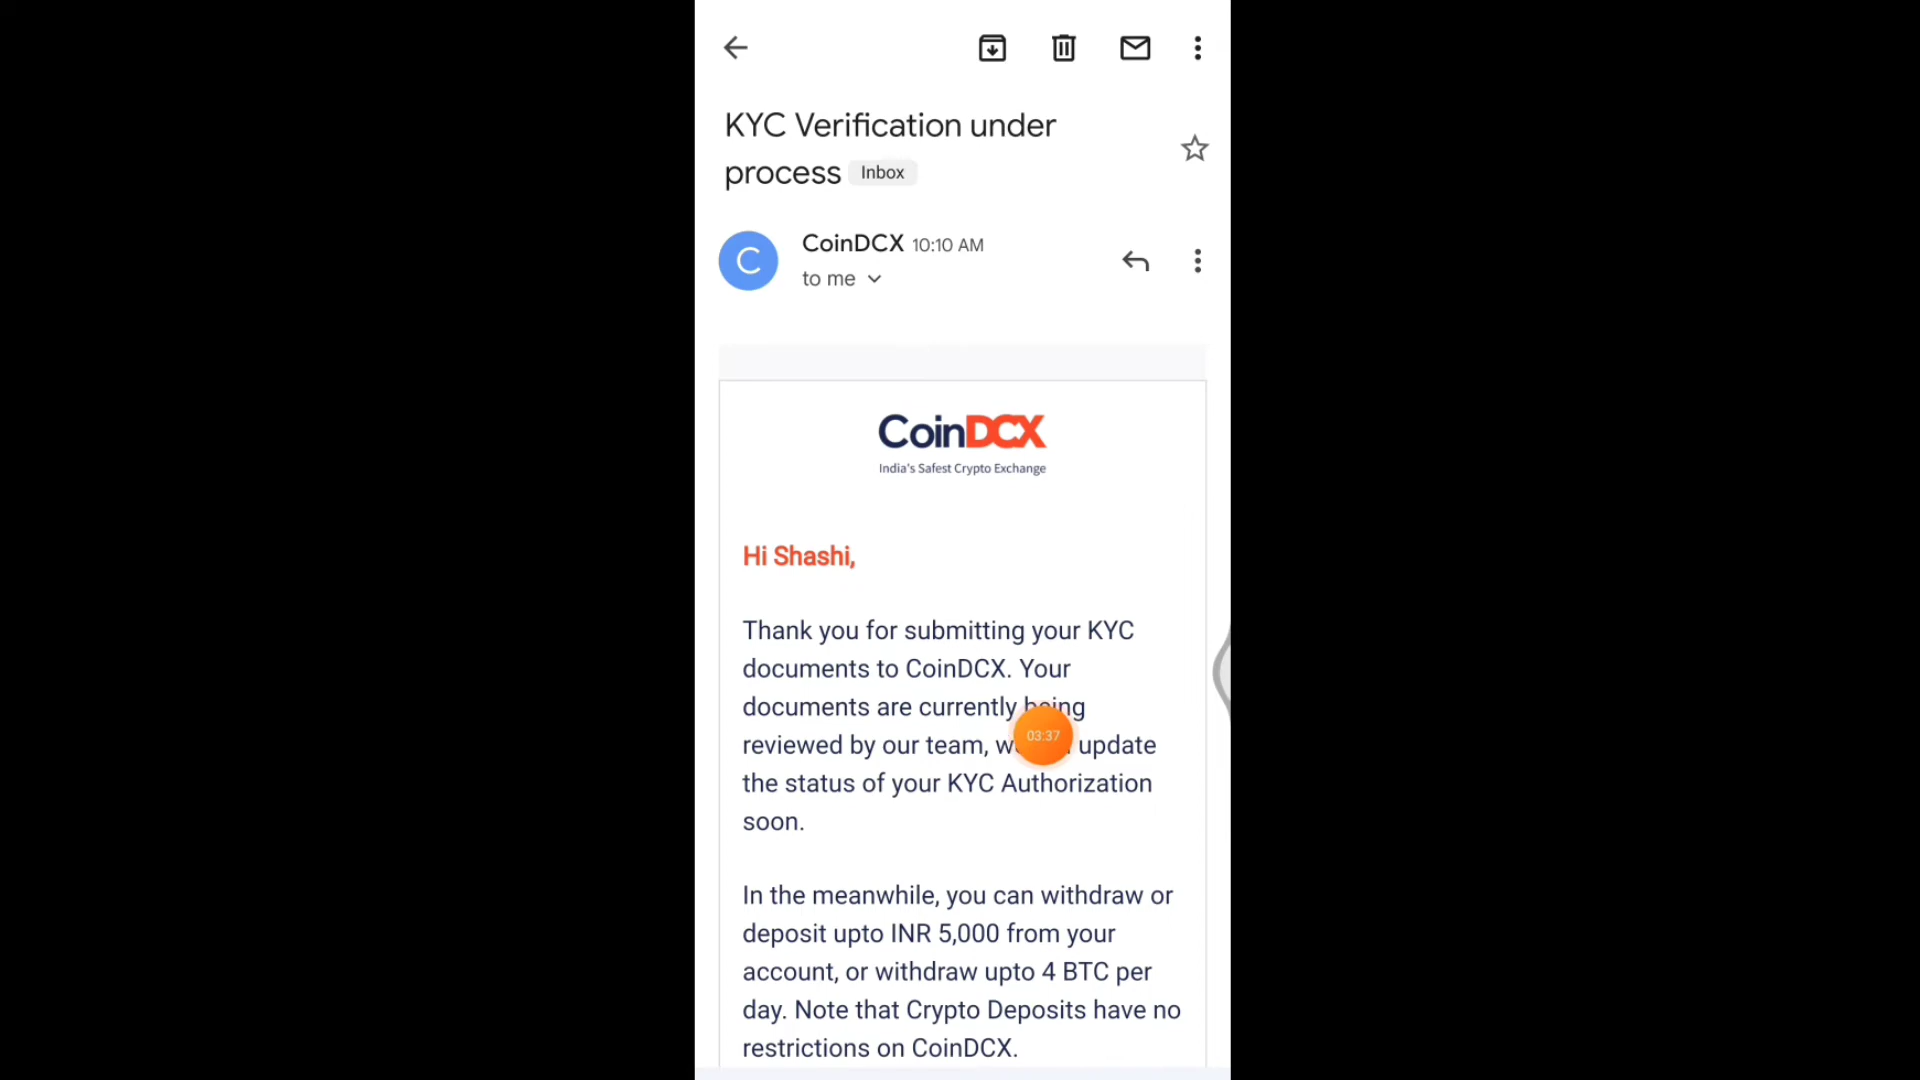 KYC Verification under
process Inbox
C
CoinDCX 10:10 AM
to me
CoinDCX
India's Safest Crypto Exchange
Hi Shashi,
Thank you for submitting your KYC
documents to CoinDCX. Your
documents are currently being
reviewed by our team, update
03:37
the status of your KYC Authorization
soon.
In the meanwhile, you can withdraw or
deposit upto INR 5,000 from your
account, or withdraw upto 4 BTC per
day. Note that Crypto Deposits have no
restrictions on CoinDCX.